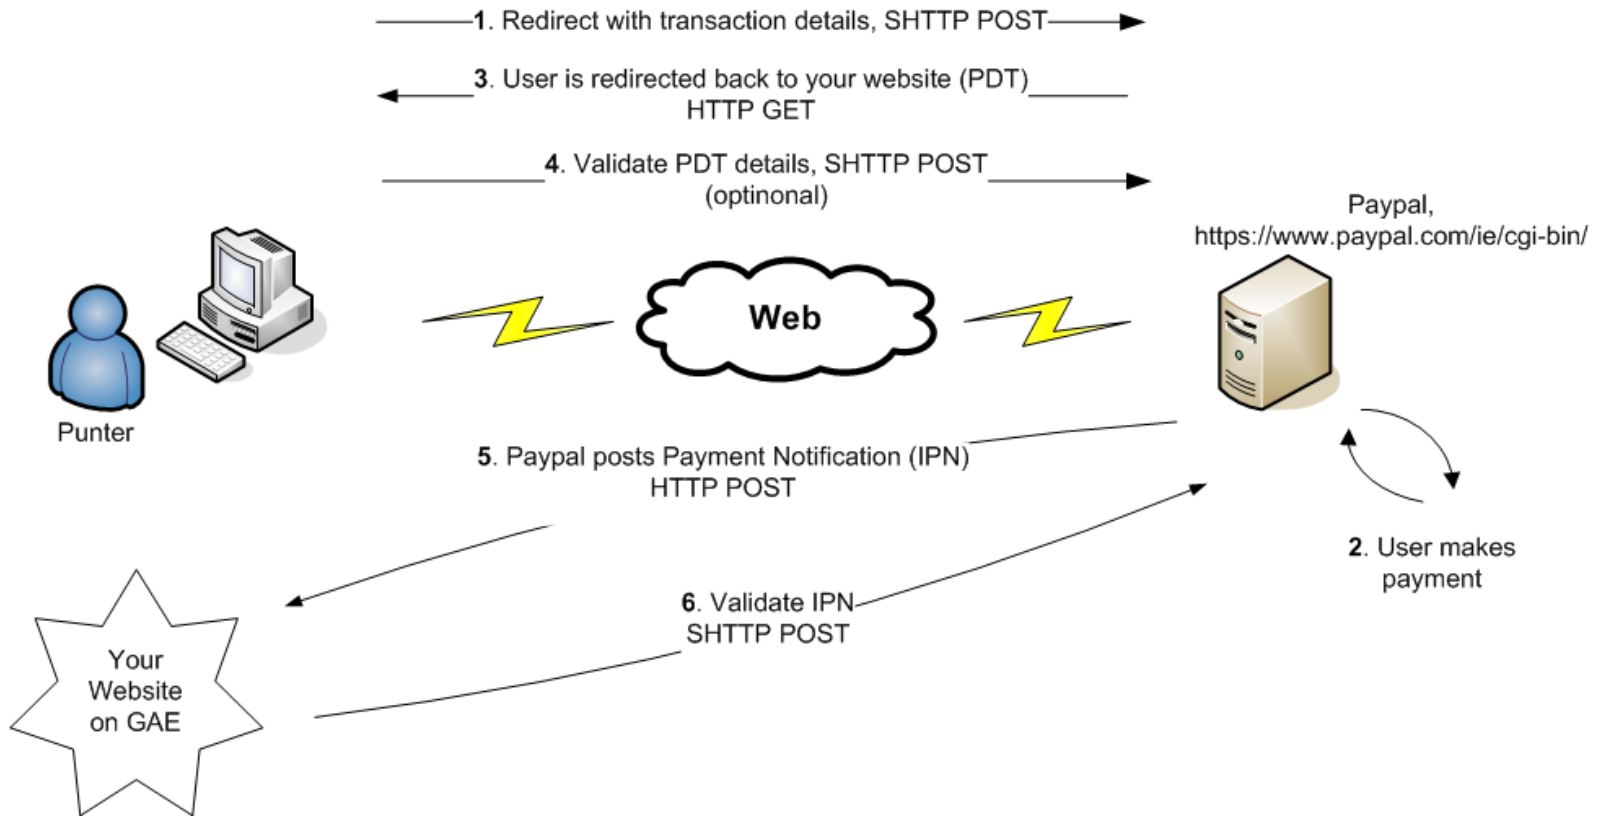 1. Redirect with transaction details, SHTTP POST
3. User is redirected back to your website (PDT)
HTTP GET
4. Validate PDT details, SHTTP POST
(optinonal)
Paypal,
https://www.paypal.com/ie/cgi-bin/
Web
Punter
5. Paypal posts Payment Notification (IPN)
HTTP POST
2. User makes
payment
6. Validate IPN
SHTTP POST
Your
Website
on GAE